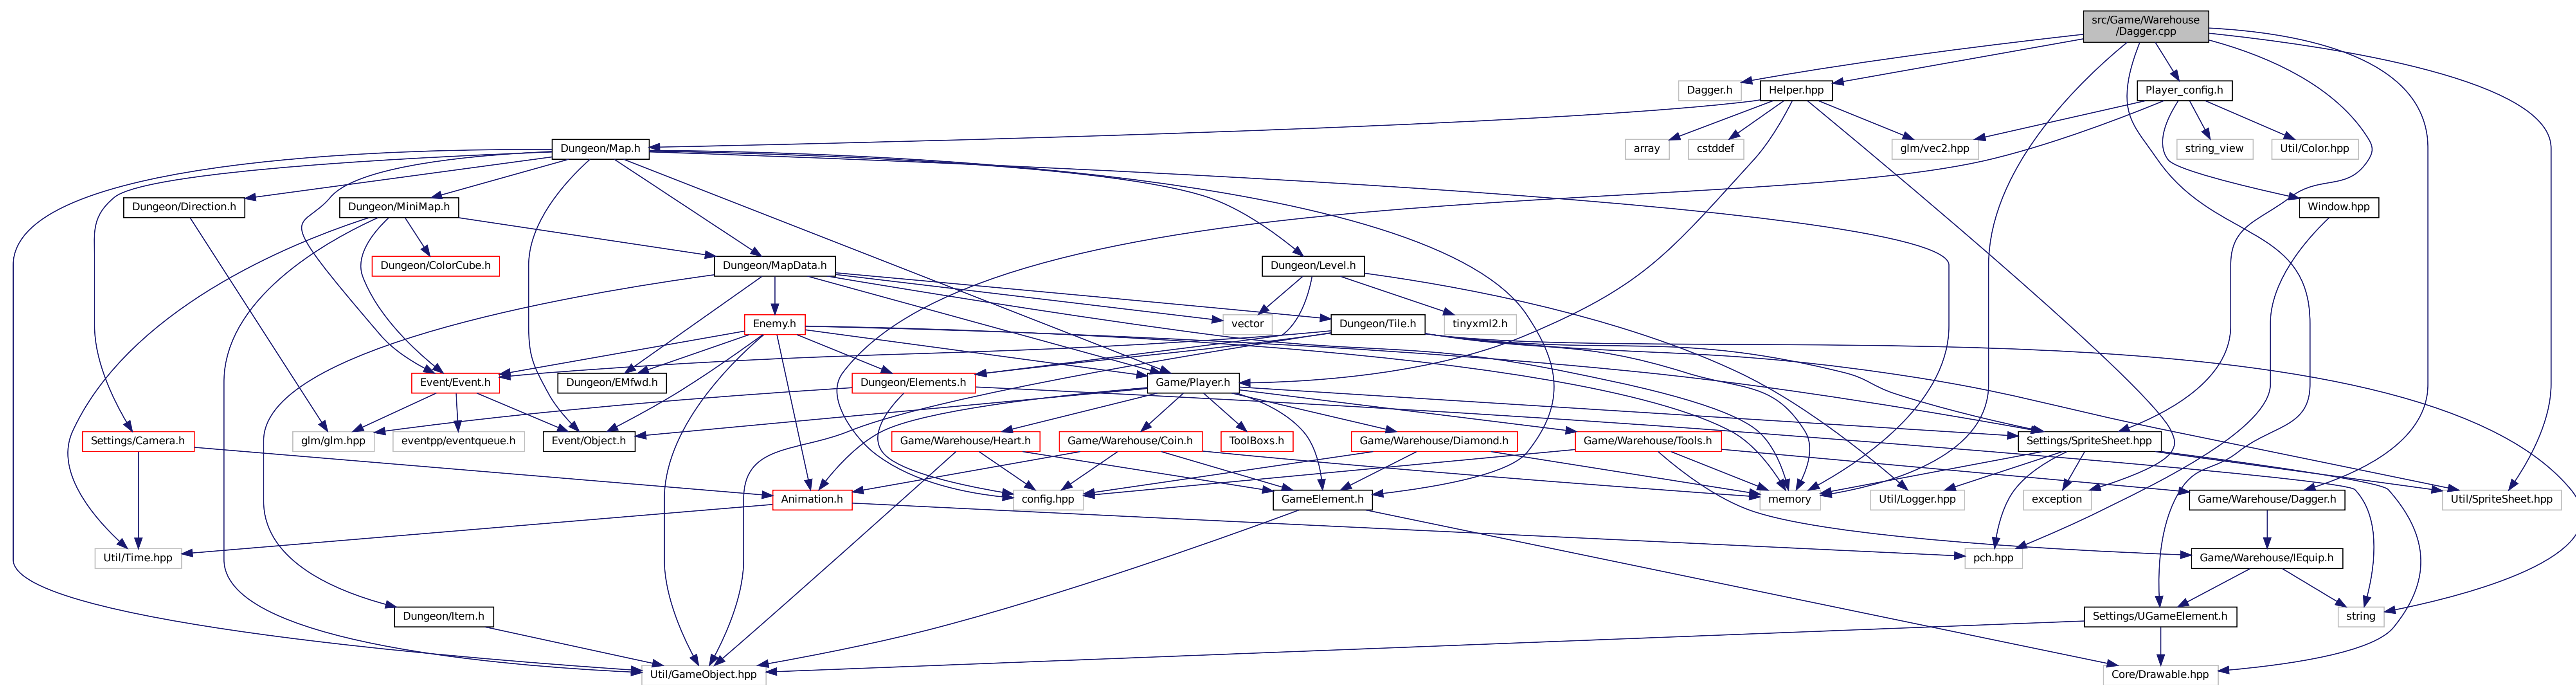 src/Game/Warehouse
/Dagger.cpp
Dagger.h
Helper.hpp
Player_config.h
Dungeon/Map.h
array
cstddef
glm/vec2.hpp
string_view
Util/Color.hpp
Dungeon/Direction.h
Dungeon/MiniMap.h
Window.hpp
Dungeon/ColorCube.h
Dungeon/MapData.h
Dungeon/Level.h
Enemy.h
vector
Dungeon/Tile.h
tinyxml2.h
Event/Event.h
Dungeon/EMfwd.h
Dungeon/Elements.h
Game/Player.h
Settings/Camera.h
glm/glm.hpp
eventpp/eventqueue.h
Event/Object.h
Game/Warehouse/Heart.h
Game/Warehouse/Coin.h
ToolBoxs.h
Game/Warehouse/Diamond.h
Game/Warehouse/Tools.h
Settings/SpriteSheet.hpp
Animation.h
config.hpp
GameElement.h
memory
Util/Logger.hpp
exception
Game/Warehouse/Dagger.h
Util/SpriteSheet.hpp
Util/Time.hpp
pch.hpp
Game/Warehouse/IEquip.h
Dungeon/Item.h
Settings/UGameElement.h
string
Util/GameObject.hpp
Core/Drawable.hpp